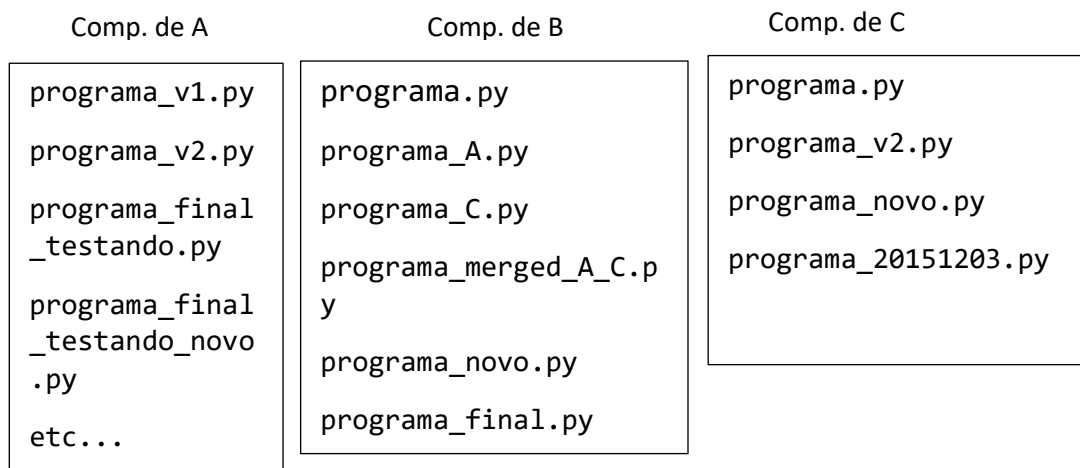 Comp. de A
programa_v1.py
programa_v2.py
programa_final
_testando.py
programa_final
_testando_novo
.py
etc...
Comp. de B
programa.py
programa_A.py
programa_C.py
programa_merged_A_C.p
y
programa_novo.py
programa_final.py
Comp. de C
programa.py
programa_v2.py
programa_novo.py
programa_20151203.py